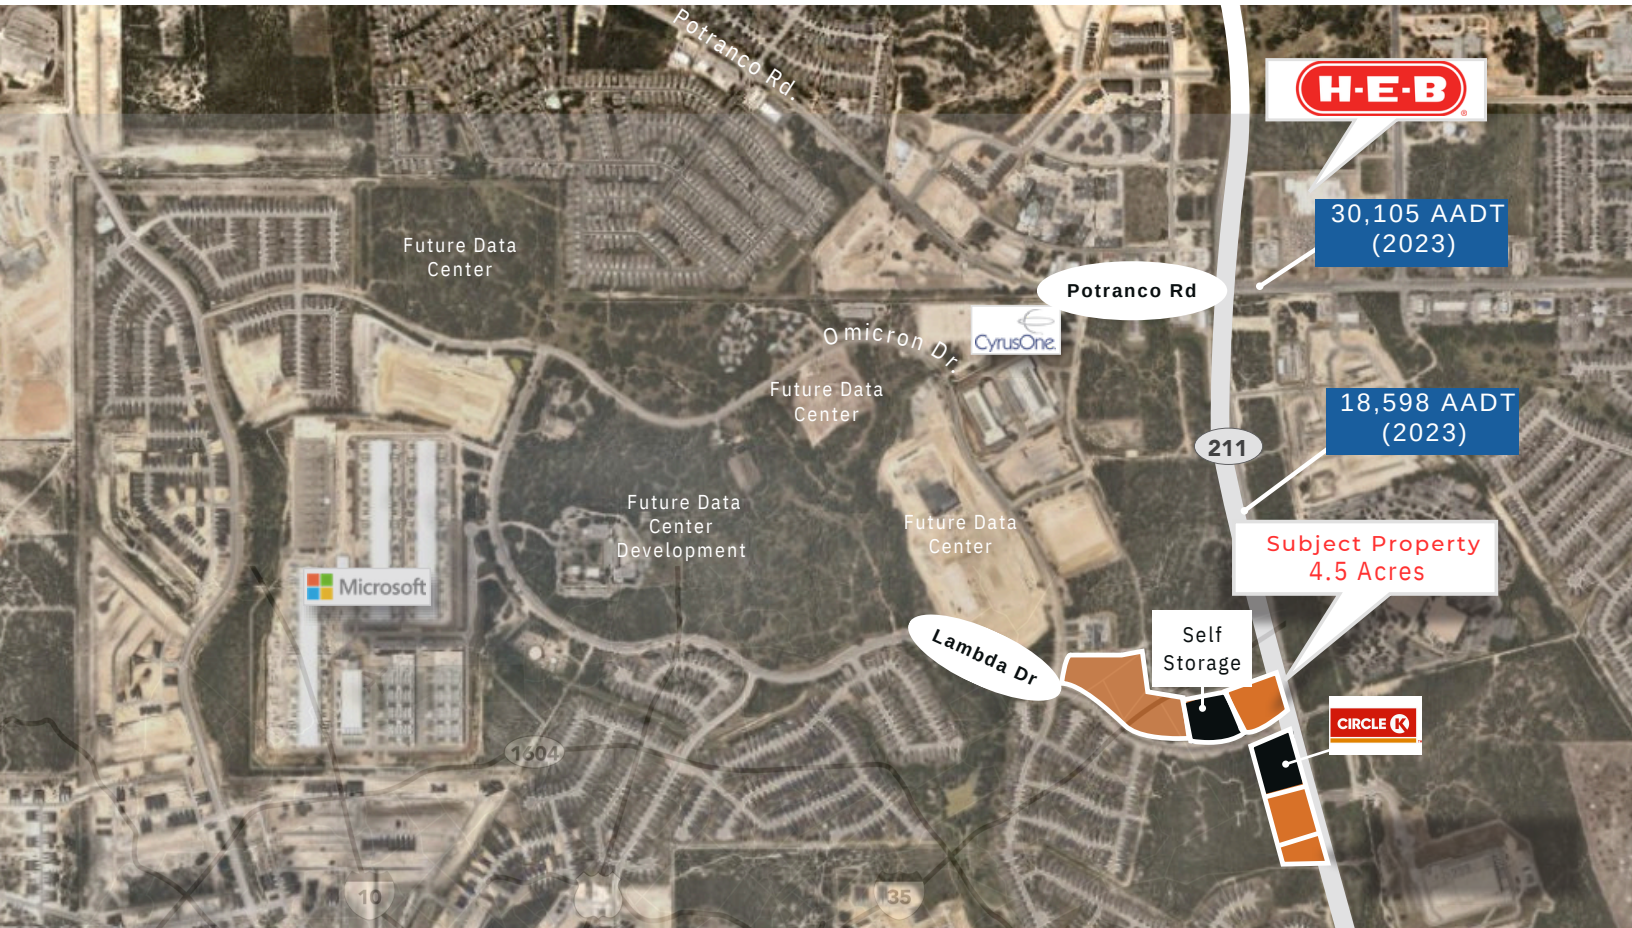 Potranco Rd.
H-E-B
30,105 AADT
(2023)
Future Data
Center
Potranco Rd
Omicron Dr.
CyrusOne
Future Data
Center
18,598 AADT
(2023)
211
Future Data
Center
Development
Future Data
Center
Subject Property
4.5 Acres
Microsoft
Self
Storage
Lambda Dr
CIRCLE K
1604
10
35